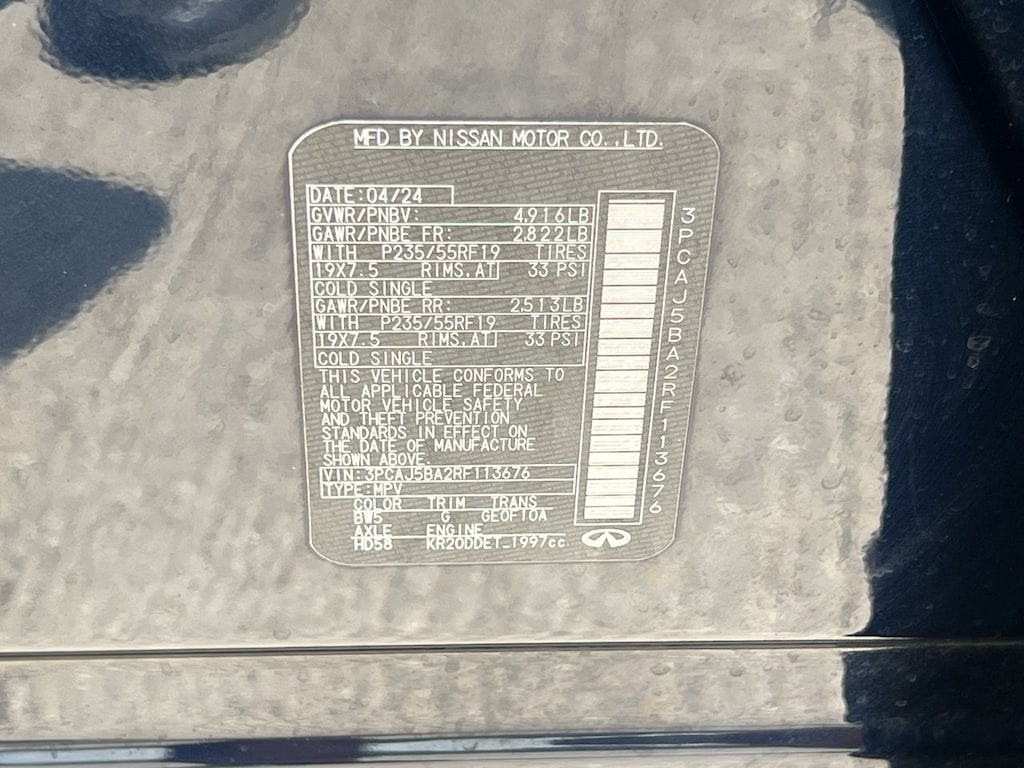 MFD BY NISSAN MOTOR CO.,LTD.
DATE:04/24
GVWR/PNBV: 4,916LB
GAWR/PNBE FR: 2,822LB
WITH P235/55RF19 TIRES
19X7.5 RIMS,AT 33 PSI
COLD SINGLE
GAWR/PNBE RR: 2,513LB
WITH P235/55RF19 TIRES
19X7.5 RIMS,AT 33 PSI
COLD SINGLE
THIS VEHICLE CONFORMS TO
ALL APPLICABLE FEDERAL
MOTOR VEHICLE SAFETY
AND THEFT PREVENTION
STANDARDS IN EFFECT ON
THE DATE OF MANUFACTURE
SHOWN ABOVE.
VIN:3PCAJ5BA2RF113676
TYPE:MPV
COLOR TRIM TRANS
BW5 G GE0F10A
AXLE ENGINE
HD58 KR20DDET 1997cc
3PCAJ5BA2RF113676